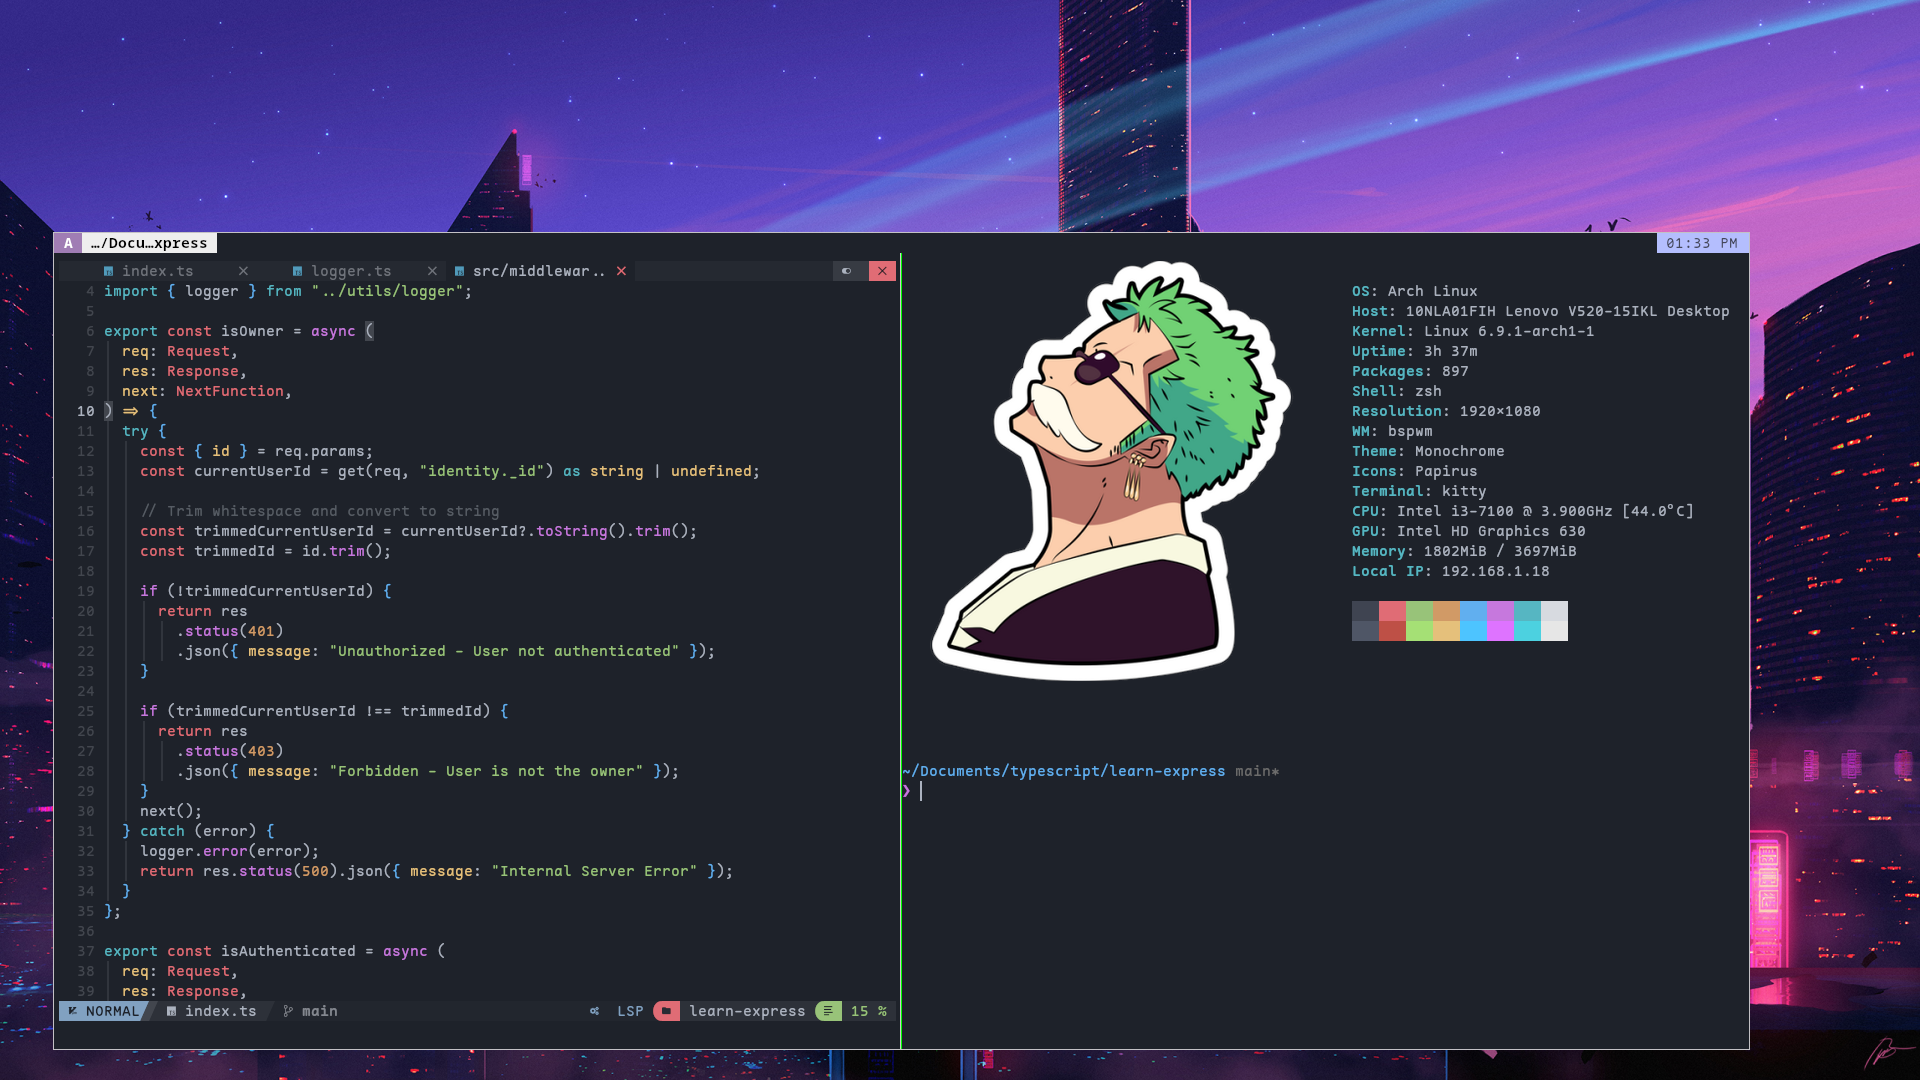 A …/Docu…xpress
01:33 PM
index.ts
logger.ts
src/middlewar..
4 import { logger } from "../utils/logger";
5
6 export const isOwner = async (
7 req: Request,
8 res: Response,
9 next: NextFunction,
10 ) => {
11 try {
12 const { id } = req.params;
13 const currentUserId = get(req, "identity._id") as string | undefined;
14
15 // Trim whitespace and convert to string
16 const trimmedCurrentUserId = currentUserId?.toString().trim();
17 const trimmedId = id.trim();
18
19 if (!trimmedCurrentUserId) {
20 return res
21 .status(401)
22 .json({ message: "Unauthorized - User not authenticated" });
23 }
24
25 if (trimmedCurrentUserId !== trimmedId) {
26 return res
27 .status(403)
28 .json({ message: "Forbidden - User is not the owner" });
29 }
30 next();
31 } catch (error) {
32 logger.error(error);
33 return res.status(500).json({ message: "Internal Server Error" });
34 }
35 };
36
37 export const isAuthenticated = async (
38 req: Request,
39 res: Response,
NORMAL index.ts main LSP learn-express 15 %
OS: Arch Linux
Host: 10NLA01FIH Lenovo V520-15IKL Desktop
Kernel: Linux 6.9.1-arch1-1
Uptime: 3h 37m
Packages: 897
Shell: zsh
Resolution: 1920×1080
WM: bspwm
Theme: Monochrome
Icons: Papirus
Terminal: kitty
CPU: Intel i3-7100 @ 3.900GHz [44.0°C]
GPU: Intel HD Graphics 630
Memory: 1802MiB / 3697MiB
Local IP: 192.168.1.18
~/Documents/typescript/learn-express main*
❯